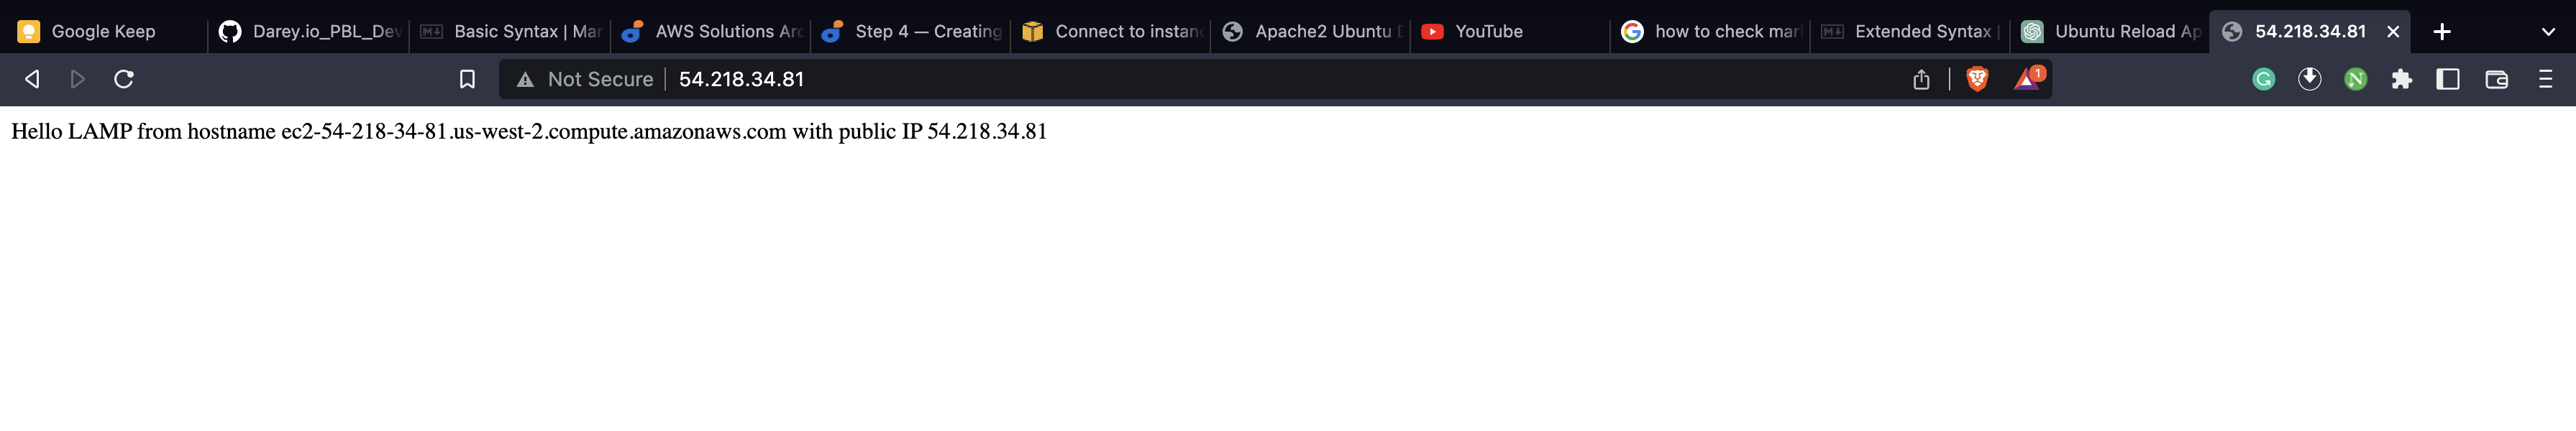 Google Keep
Darey.io_PBL_Dev
M↓ Basic Syntax | Mar
AWS Solutions Arc
Step 4 — Creating
Connect to instanc
Apache2 Ubuntu D
YouTube
G how to check mar
M↓ Extended Syntax |
Ubuntu Reload Ap
54.218.34.81
Not Secure 54.218.34.81
1
G
N
Hello LAMP from hostname ec2-54-218-34-81.us-west-2.compute.amazonaws.com with public IP 54.218.34.81